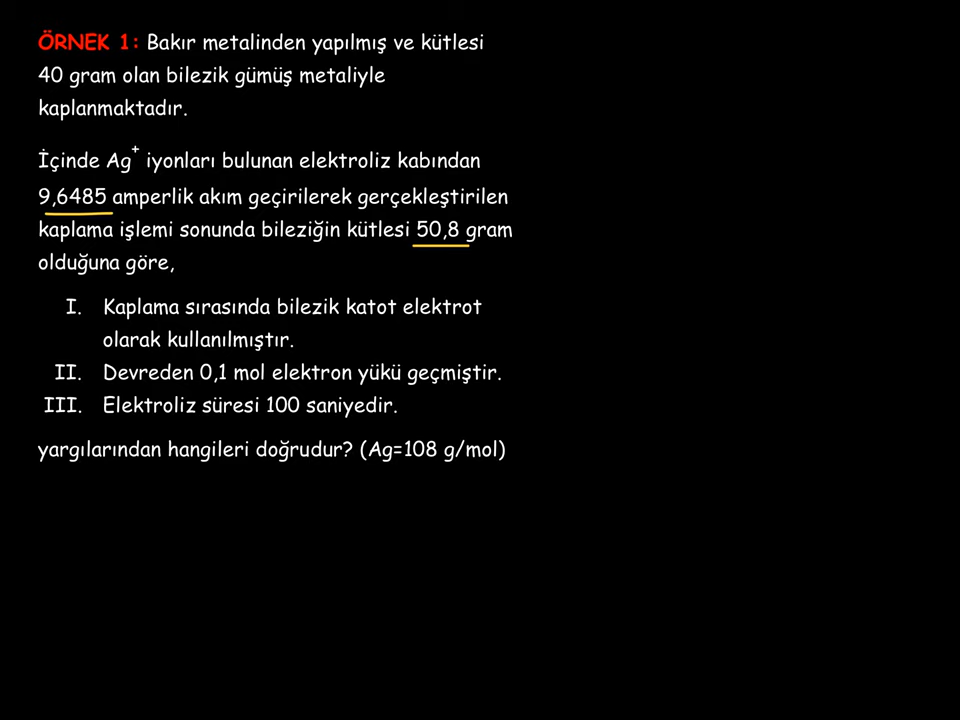 ÖRNEK 1: Bakır metalinden yapılmış ve kütlesi
40 gram olan bilezik gümüş metaliyle
kaplanmaktadır.
İçinde Ag⁺ iyonları bulunan elektroliz kabından
9,6485 amperlik akım geçirilerek gerçekleştirilen
kaplama işlemi sonunda bileziğin kütlesi 50,8 gram
olduğuna göre,
I. Kaplama sırasında bilezik katot elektrot
olarak kullanılmıştır.
II. Devreden 0,1 mol elektron yükü geçmiştir.
III. Elektroliz süresi 100 saniyedir.
yargılarından hangileri doğrudur? (Ag=108 g/mol)